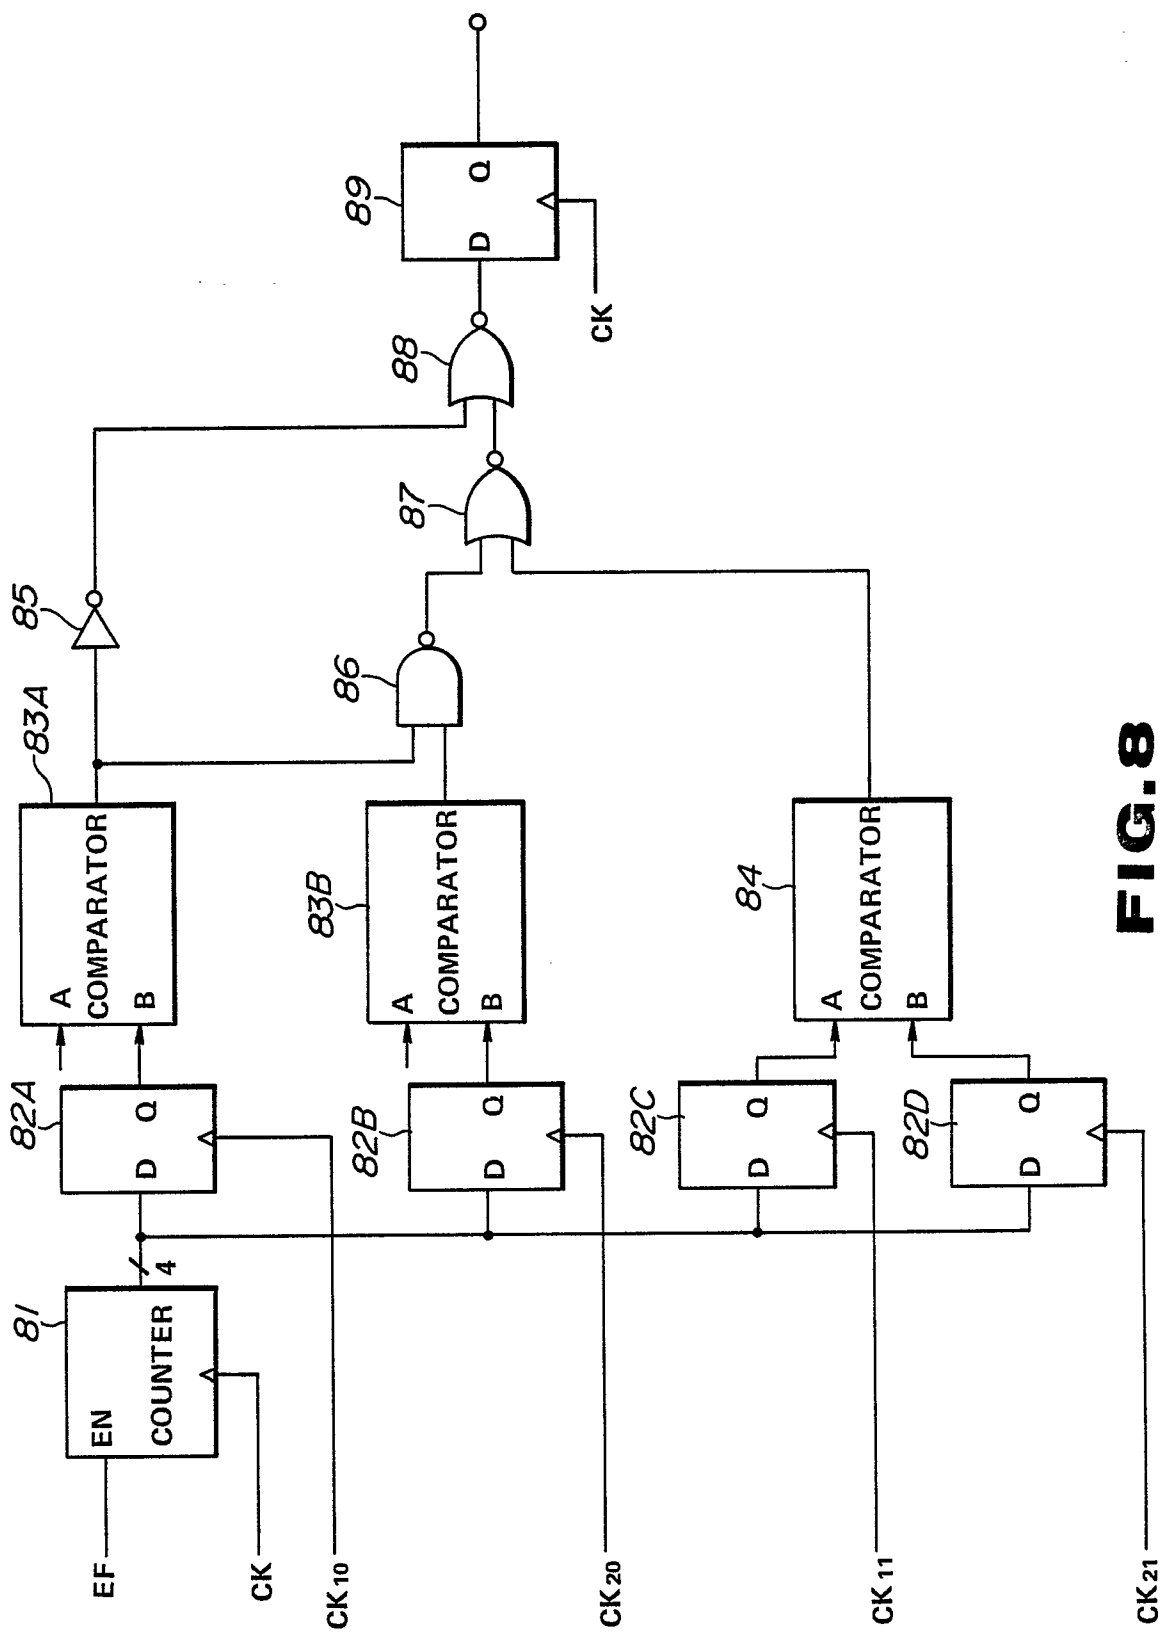 EF
EN
81
COUNTER
CK
4
82A
D
Q
CK10
A
COMPARATOR
B
83A
85
82B
D
Q
CK20
A
COMPARATOR
B
83B
86
82C
D
Q
CK11
82D
D
Q
CK21
A
COMPARATOR
B
84
87
88
89
D
Q
CK
FIG.8